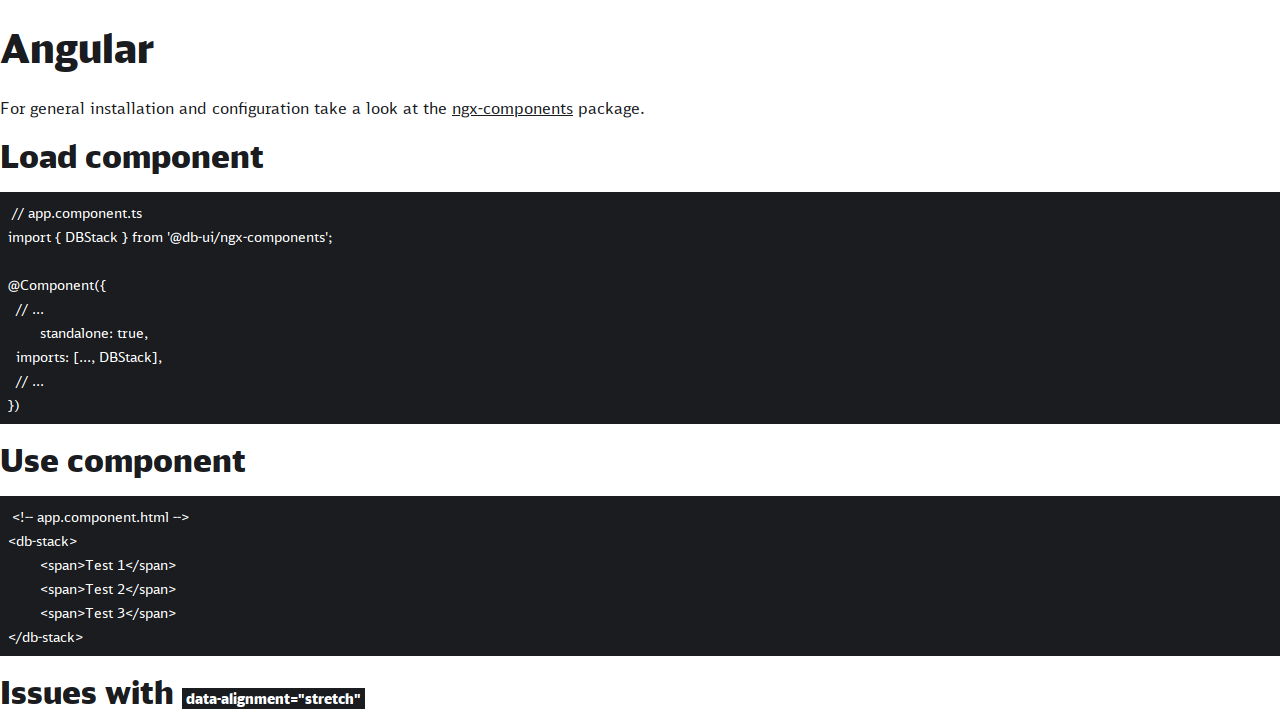 Angular
For general installation and configuration take a look at the ngx-components package.
Load component
// app.component.ts
import { DBStack } from '@db-ui/ngx-components';
@Component({
// ...
standalone: true,
imports: [..., DBStack],
// ...
})
Use component
<!-- app.component.html -->
<db-stack>
<span>Test 1</span>
<span>Test 2</span>
<span>Test 3</span>
</db-stack>
Issues with data-alignment="stretch"